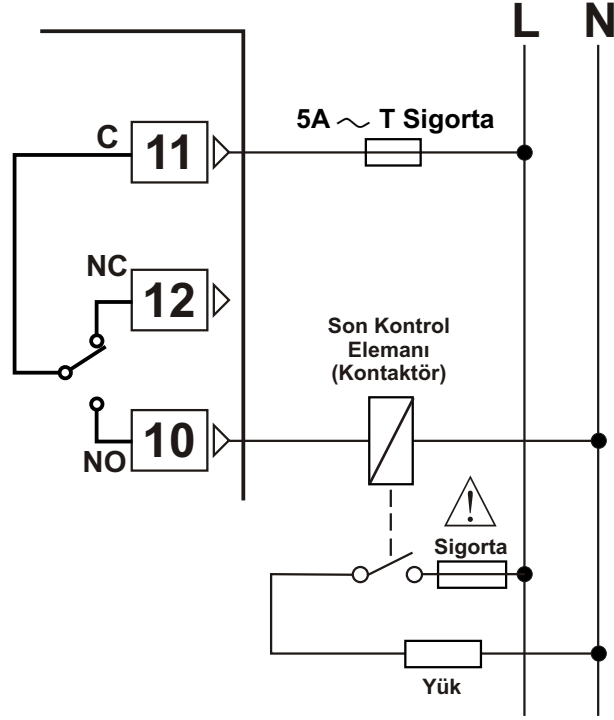 L N
5A ~ T Sigorta
C 11
NC 12
Son Kontrol
Elemanı
(Kontaktör)
10
NO
Sigorta
Yük